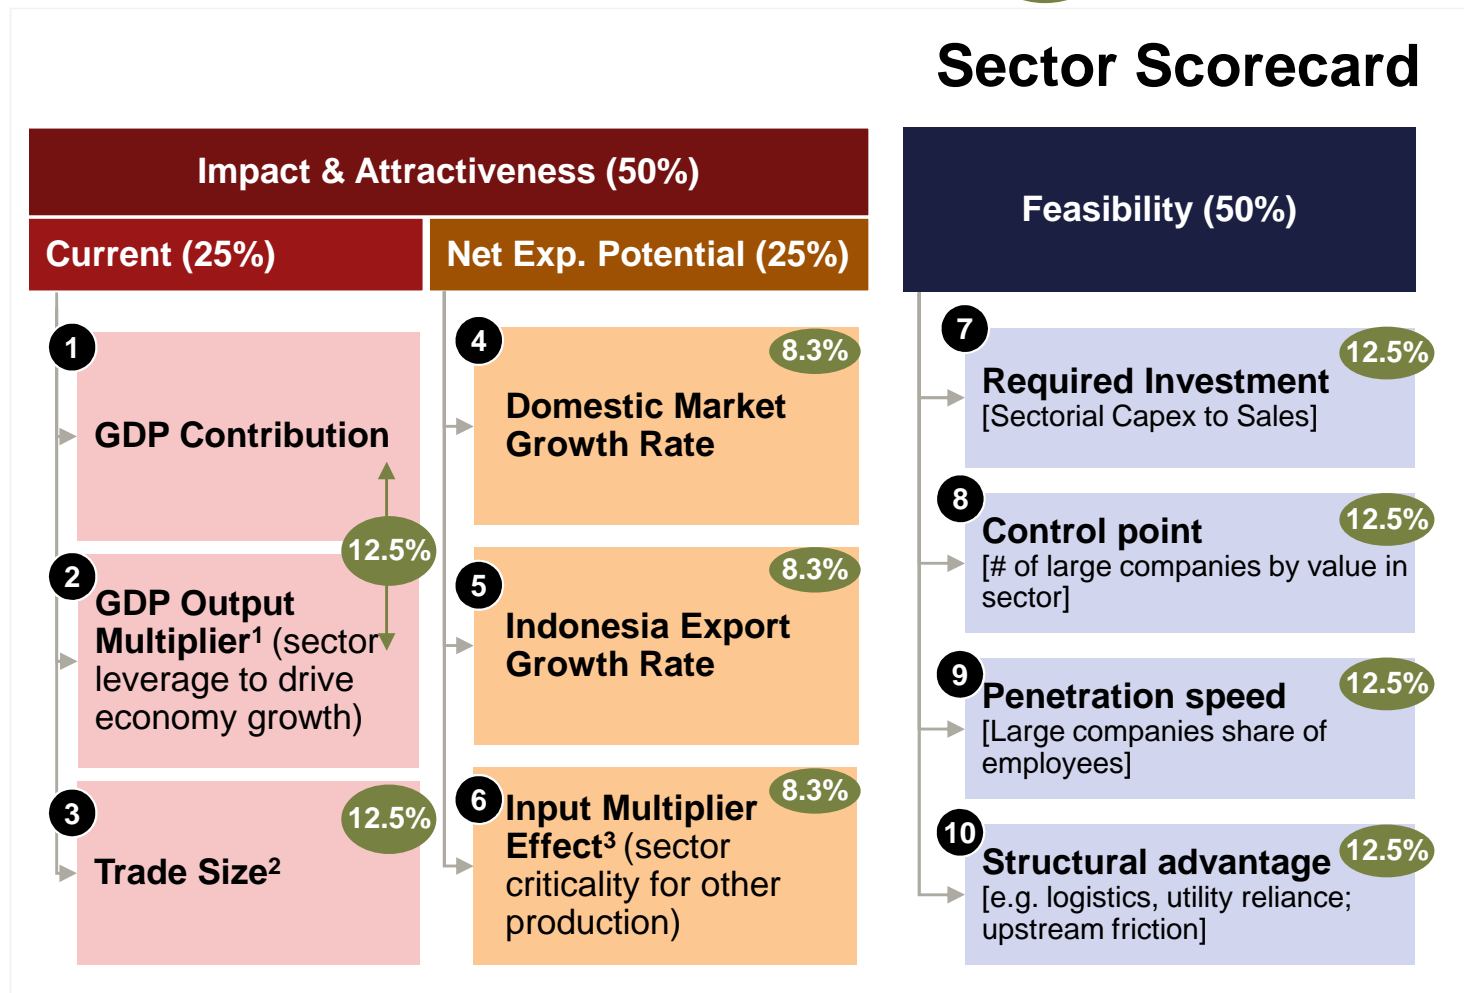 Sector Scorecard
Impact & Attractiveness (50%)
Current (25%)
Net Exp. Potential (25%)
Feasibility (50%)
1
GDP Contribution
12.5%
2
GDP Output
Multiplier¹ (sector
leverage to drive
economy growth)
3
12.5%
Trade Size²
4
8.3%
Domestic Market
Growth Rate
5
8.3%
Indonesia Export
Growth Rate
6
8.3%
Input Multiplier
Effect³ (sector
criticality for other
production)
7
12.5%
Required Investment
[Sectorial Capex to Sales]
8
12.5%
Control point
[# of large companies by value in
sector]
9
12.5%
Penetration speed
[Large companies share of
employees]
10
12.5%
Structural advantage
[e.g. logistics, utility reliance;
upstream friction]